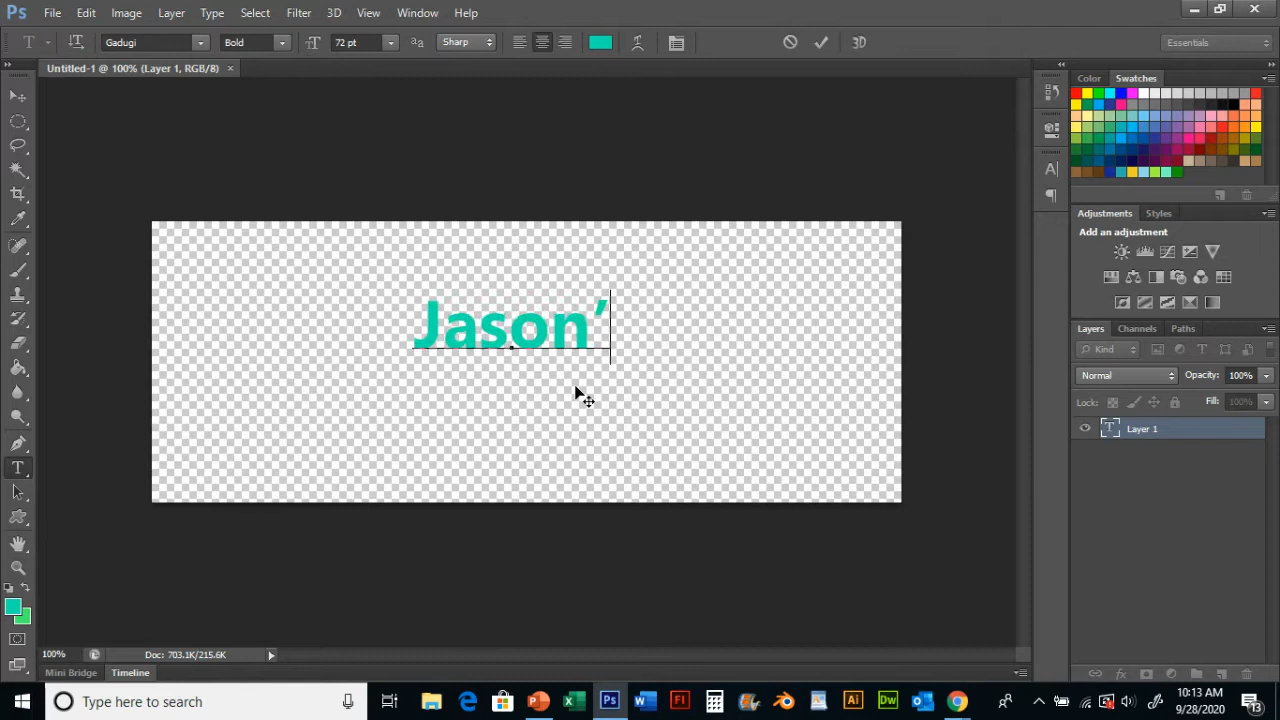 Ps File Edit Image Layer Type Select Filter 3D View Window Help
T Gadugi Bold 72 pt Sharp 3D Essentials
Untitled-1 @ 100% (Layer 1, RGB/8) ×
Color Swatches
Adjustments Styles
Add an adjustment
Jason’
Layers Channels Paths
Kind
Normal Opacity: 100%
Lock: Fill: 100%
T Layer 1
100% Doc: 703.1K/215.6K
Mini Bridge Timeline
Type here to search
10:13 AM
9/28/2020
13